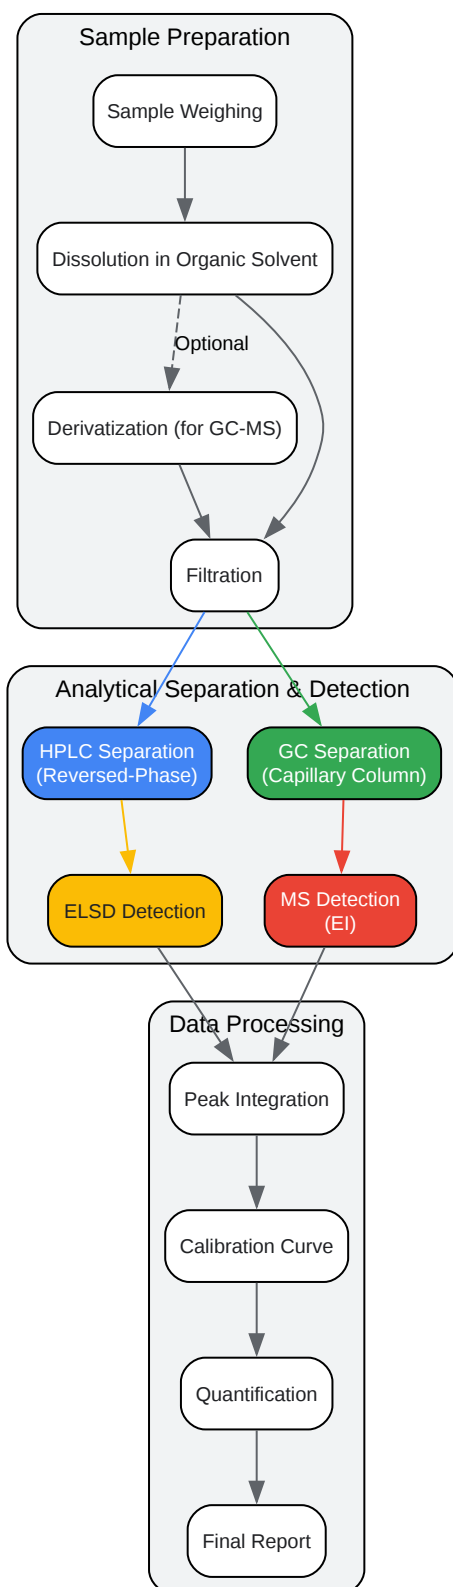 Sample Preparation
Sample Weighing
Dissolution in Organic Solvent
Optional
Derivatization (for GC-MS)
Filtration
Analytical Separation & Detection
HPLC Separation
(Reversed-Phase)
GC Separation
(Capillary Column)
ELSD Detection
MS Detection
(EI)
Data Processing
Peak Integration
Calibration Curve
Quantification
Final Report